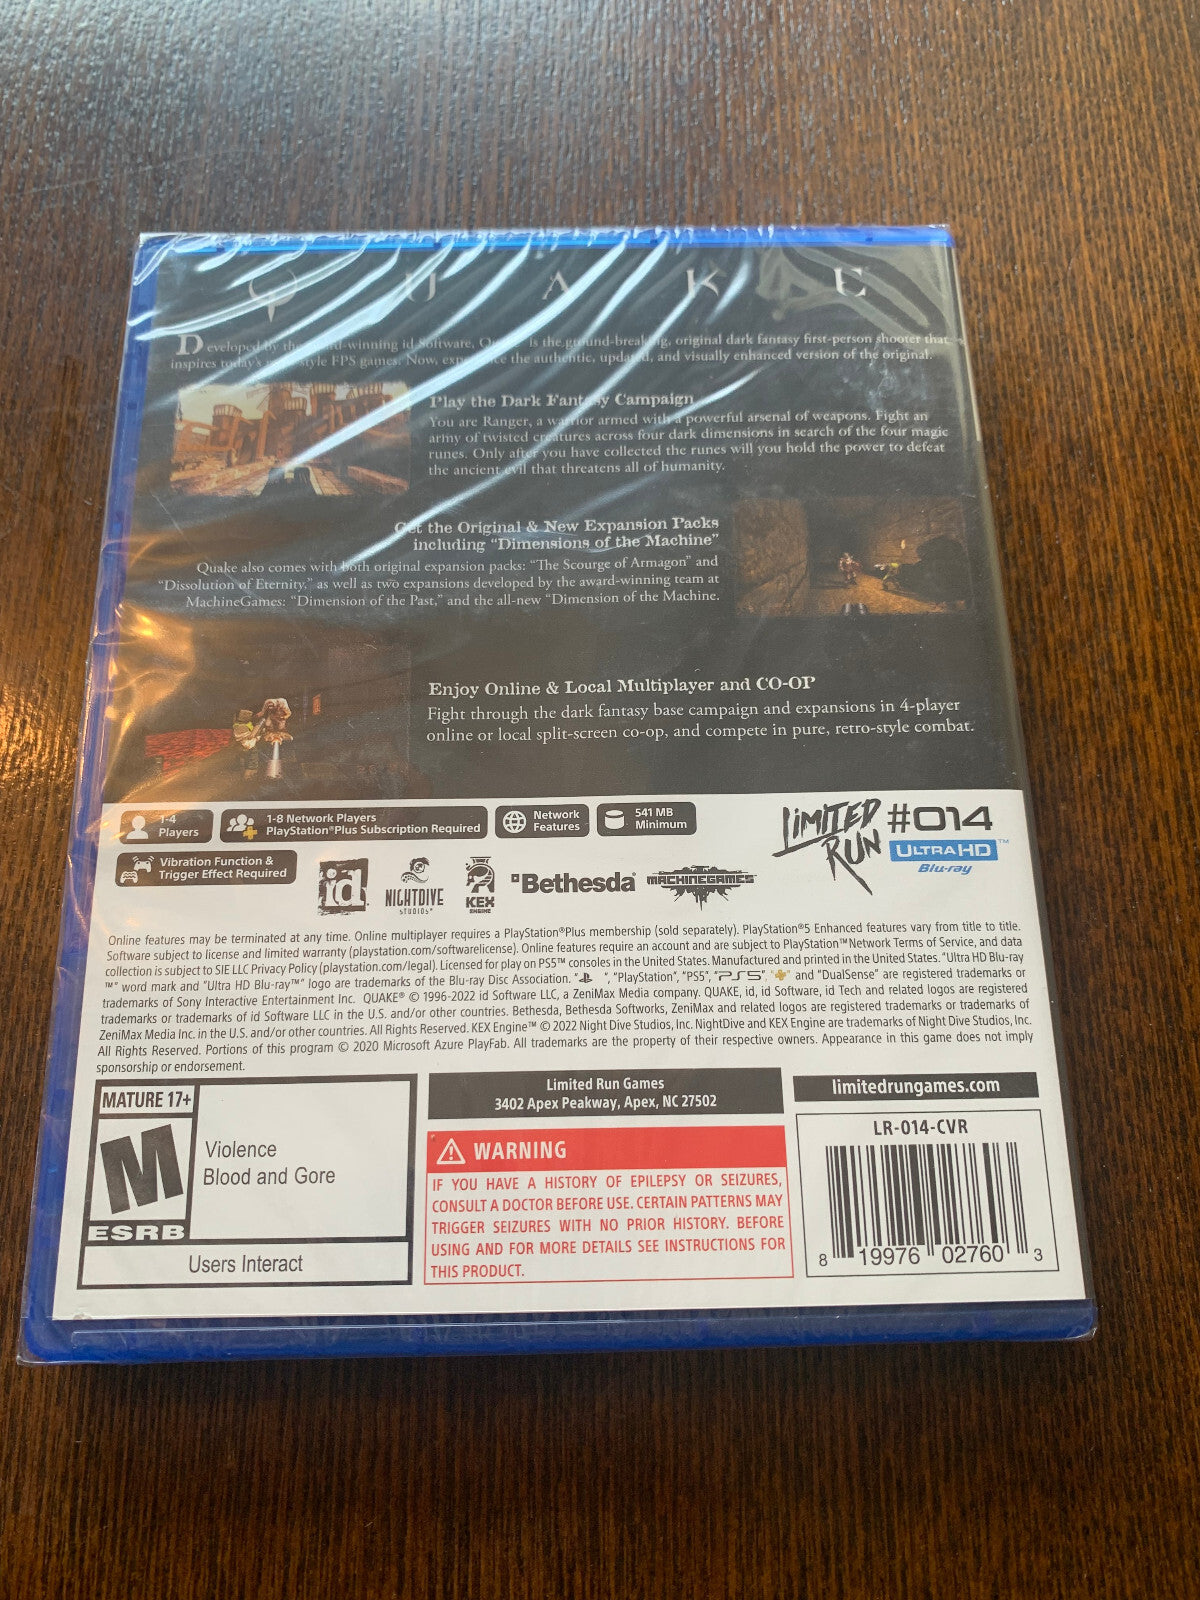 QUAKE
Developed by the award-winning id Software, Quake is the ground-breaking, original dark fantasy first-person shooter that
inspires today's style FPS games. Now, experience the authentic, updated, and visually enhanced version of the original.
Play the Dark Fantasy Campaign
You are Ranger, a warrior armed with a powerful arsenal of weapons. Fight an
army of twisted creatures across four dark dimensions in search of the four magic
runes. Only after you have collected the runes will you hold the power to defeat
the ancient evil that threatens all of humanity.
Get the Original & New Expansion Packs
including “Dimensions of the Machine”
Quake also comes with both original expansion packs: “The Scourge of Armagon” and
“Dissolution of Eternity,” as well as two expansions developed by the award-winning team at
MachineGames: “Dimension of the Past,” and the all-new “Dimension of the Machine.
Enjoy Online & Local Multiplayer and CO-OP
Fight through the dark fantasy base campaign and expansions in 4-player
online or local split-screen co-op, and compete in pure, retro-style combat.
1-4
Players
1-8 Network Players
PlayStation®Plus Subscription Required
Network
Features
541 MB
Minimum
Vibration Function &
Trigger Effect Required
LIMITED
RUN
#014
ULTRA HD™
Blu-ray
id
NIGHTDIVE
STUDIOS®
KEX
ENGINE
Bethesda®
MACHINEGAMES
Online features may be terminated at any time. Online multiplayer requires a PlayStation®Plus membership (sold separately). PlayStation®5 Enhanced features vary from title to title.
Software subject to license and limited warranty (playstation.com/softwarelicense). Online features require an account and are subject to PlayStation™Network Terms of Service, and data
collection is subject to SIE LLC Privacy Policy (playstation.com/legal). Licensed for play on PS5™ consoles in the United States. Manufactured and printed in the United States. “Ultra HD Blu-ray
™” word mark and “Ultra HD Blu-ray™” logo are trademarks of the Blu-ray Disc Association. “ ”, “PlayStation”, “PS5”, “PS5”, “ ” and “DualSense” are registered trademarks or
trademarks of Sony Interactive Entertainment Inc. QUAKE® © 1996-2022 id Software LLC, a ZeniMax Media company. QUAKE, id, id Software, id Tech and related logos are registered
trademarks or trademarks of id Software LLC in the U.S. and/or other countries. Bethesda, Bethesda Softworks, ZeniMax and related logos are registered trademarks or trademarks of
ZeniMax Media Inc. in the U.S. and/or other countries. All Rights Reserved. KEX Engine™ © 2022 Night Dive Studios, Inc. NightDive and KEX Engine are trademarks of Night Dive Studios, Inc.
All Rights Reserved. Portions of this program © 2020 Microsoft Azure PlayFab. All trademarks are the property of their respective owners. Appearance in this game does not imply
sponsorship or endorsement.
MATURE 17+
M
ESRB
Violence
Blood and Gore
Users Interact
Limited Run Games
3402 Apex Peakway, Apex, NC 27502
WARNING
IF YOU HAVE A HISTORY OF EPILEPSY OR SEIZURES,
CONSULT A DOCTOR BEFORE USE. CERTAIN PATTERNS MAY
TRIGGER SEIZURES WITH NO PRIOR HISTORY. BEFORE
USING AND FOR MORE DETAILS SEE INSTRUCTIONS FOR
THIS PRODUCT.
limitedrungames.com
LR-014-CVR
8 19976 02760 3